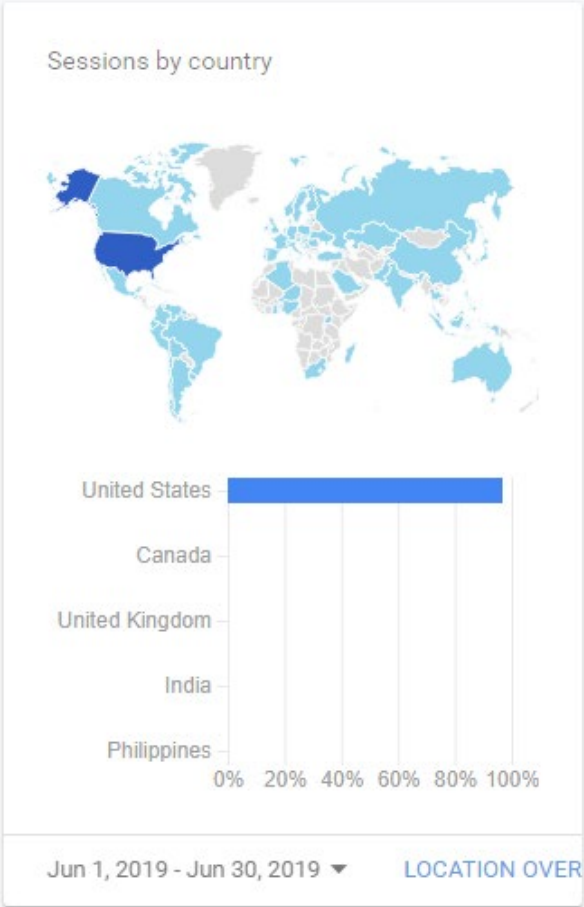 Sessions by country
United States
Canada
United Kingdom
India
Philippines
0% 20% 40% 60% 80% 100%
Jun 1, 2019 - Jun 30, 2019 LOCATION OVER